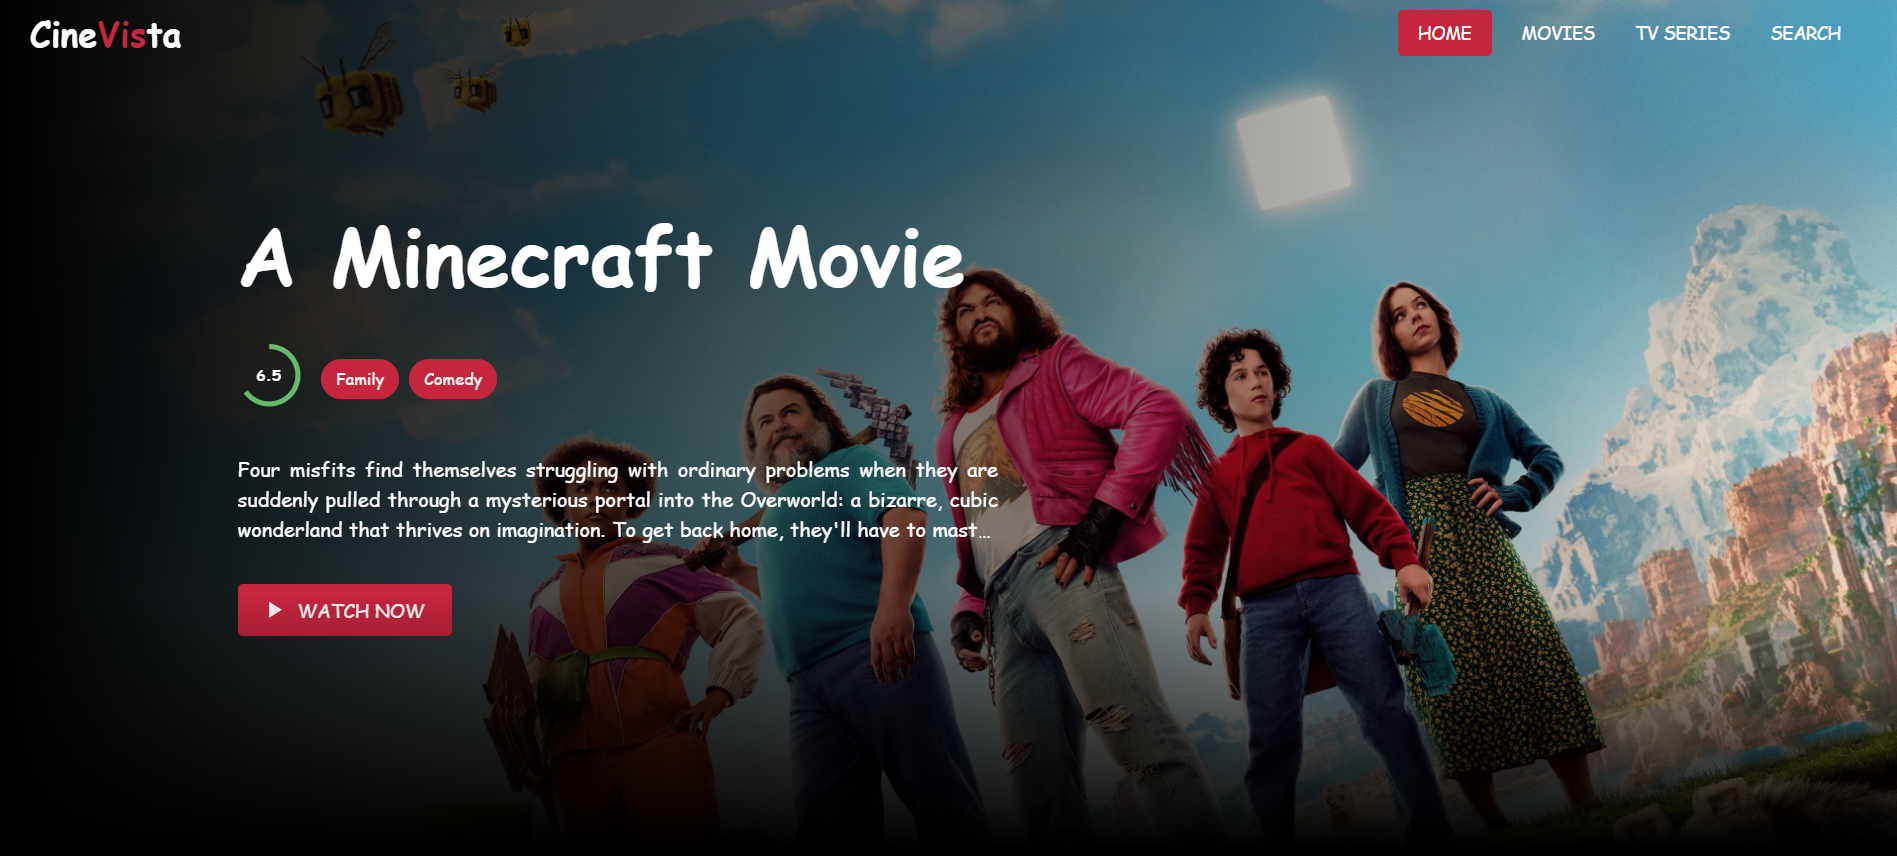 CineVista
HOME MOVIES TV SERIES SEARCH
A Minecraft Movie
6.5 Family Comedy
Four misfits find themselves struggling with ordinary problems when they are
suddenly pulled through a mysterious portal into the Overworld: a bizarre, cubic
wonderland that thrives on imagination. To get back home, they'll have to mast...
WATCH NOW